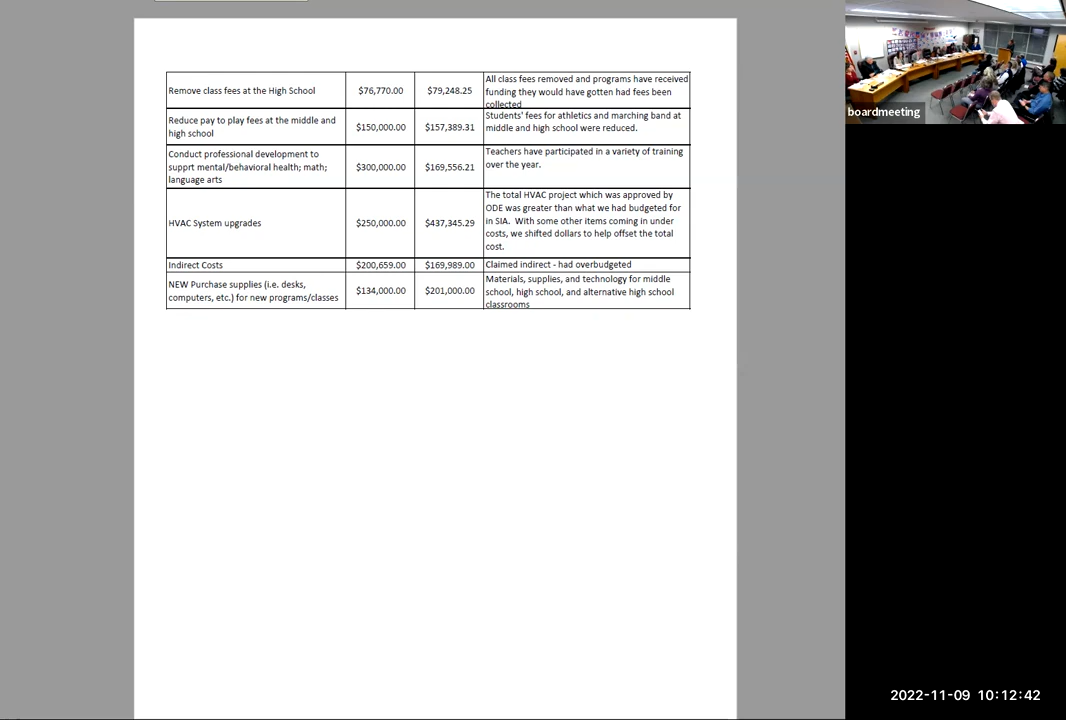 Remove class fees at the High School
$76,770.00
$79,248.25
All class fees removed and programs have received
funding they would have gotten had fees been
collected
Reduce pay to play fees at the middle and
high school
$150,000.00
$157,389.31
Students' fees for athletics and marching band at
middle and high school were reduced.
Conduct professional development to
supprt mental/behavioral health; math;
language arts
$300,000.00
$169,556.21
Teachers have participated in a variety of training
over the year.
HVAC System upgrades
$250,000.00
$437,345.29
The total HVAC project which was approved by
ODE was greater than what we had budgeted for
in SIA. With some other items coming in under
costs, we shifted dollars to help offset the total
cost.
Indirect Costs
$200,659.00
$169,989.00
Claimed indirect - had overbudgeted
NEW Purchase supplies (i.e. desks,
computers, etc.) for new programs/classes
$134,000.00
$201,000.00
Materials, supplies, and technology for middle
school, high school, and alternative high school
classrooms
boardmeeting
2022-11-09 10:12:42